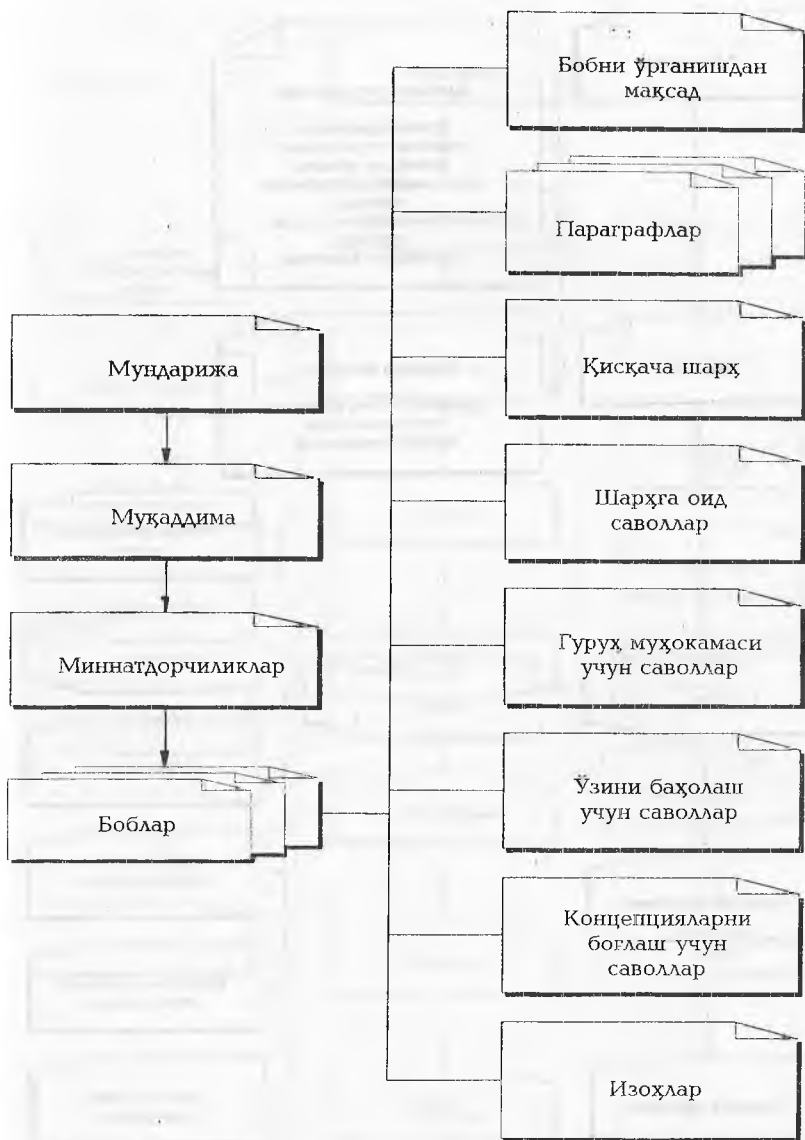 Мундарижа
Муқаддима
Миннатдорчиликлар
Боблар
Бобни ўрганишдан
мақсад
Параграфлар
Қисқача шарҳ
Шарҳга оид
саволлар
Гуруҳ муҳокамаси
учун саволлар
Ўзини баҳолаш
учун саволлар
Концепцияларни
боғлаш учун
саволлар
Изоҳлар